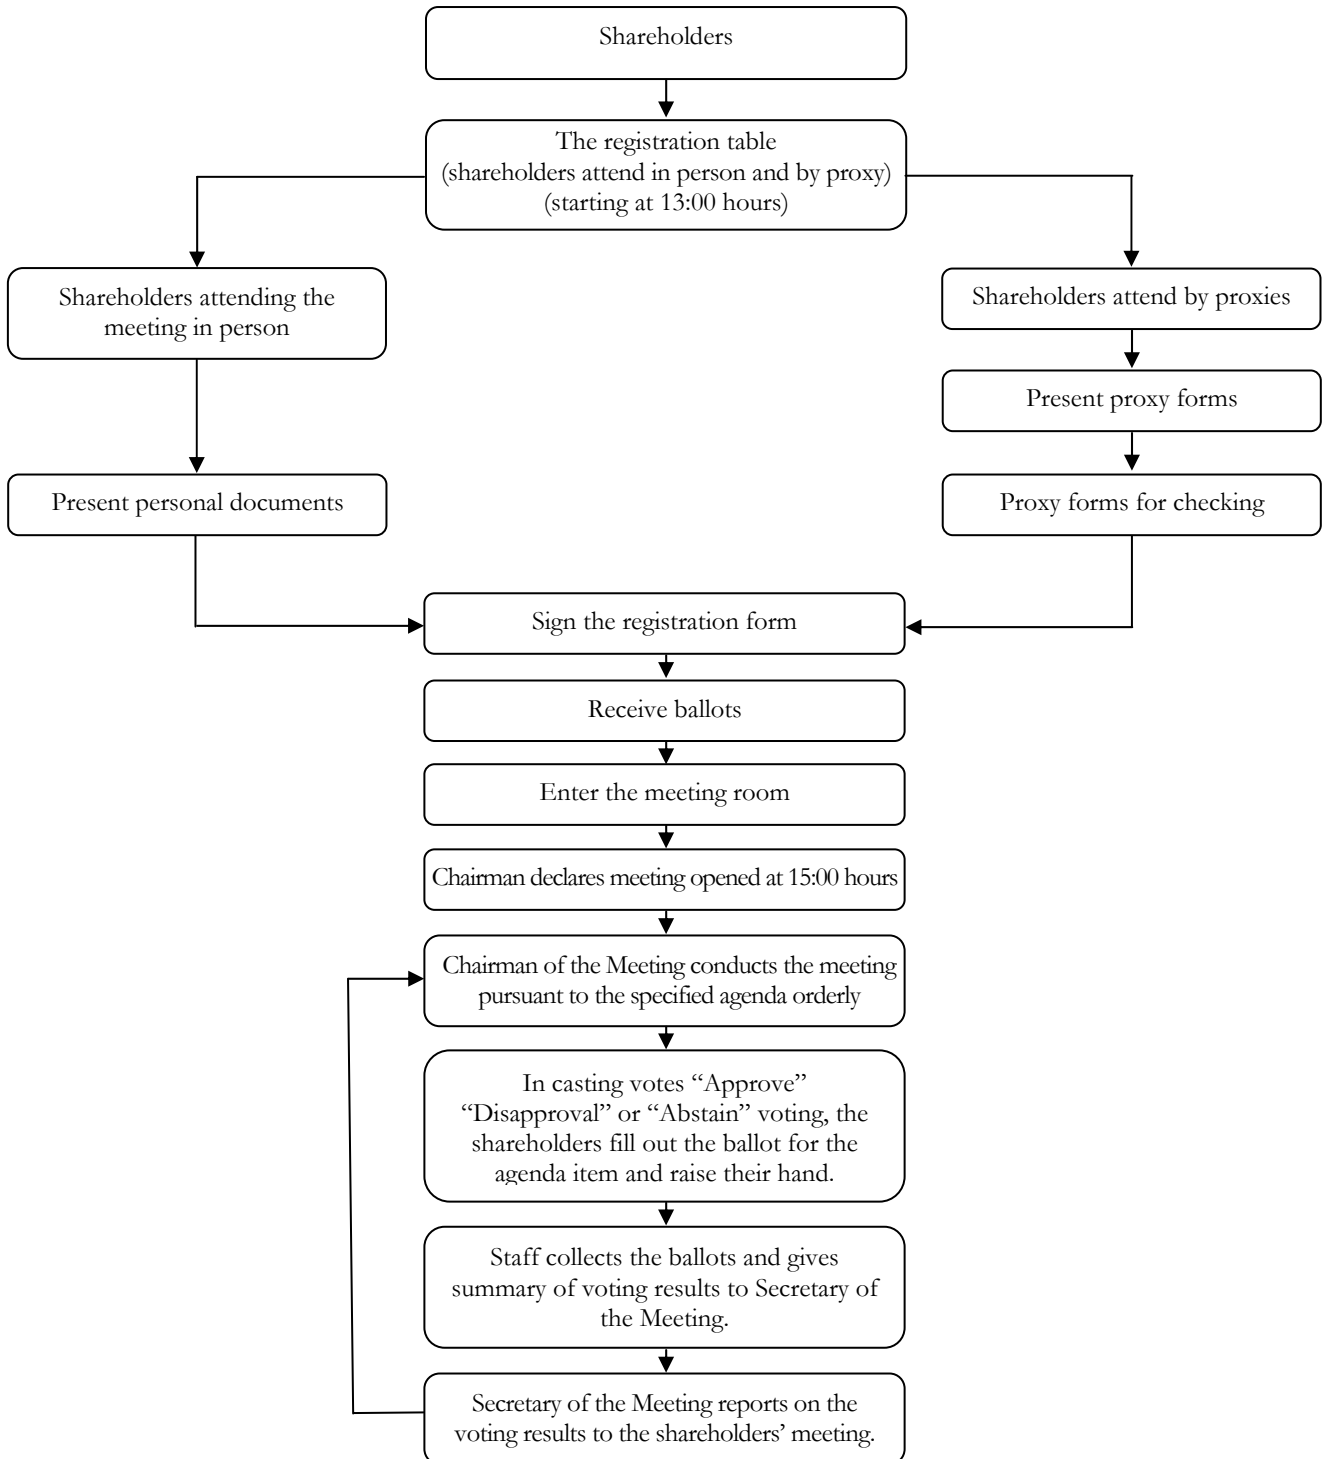 Shareholders
The registration table
(shareholders attend in person and by proxy)
(starting at 13:00 hours)
Shareholders attending the
meeting in person
Shareholders attend by proxies
Present proxy forms
Present personal documents
Proxy forms for checking
Sign the registration form
Receive ballots
Enter the meeting room
Chairman declares meeting opened at 15:00 hours
Chairman of the Meeting conducts the meeting
pursuant to the specified agenda orderly
In casting votes “Approve”
“Disapproval” or “Abstain” voting, the
shareholders fill out the ballot for the
agenda item and raise their hand.
Staff collects the ballots and gives
summary of voting results to Secretary of
the Meeting.
Secretary of the Meeting reports on the
voting results to the shareholders’ meeting.